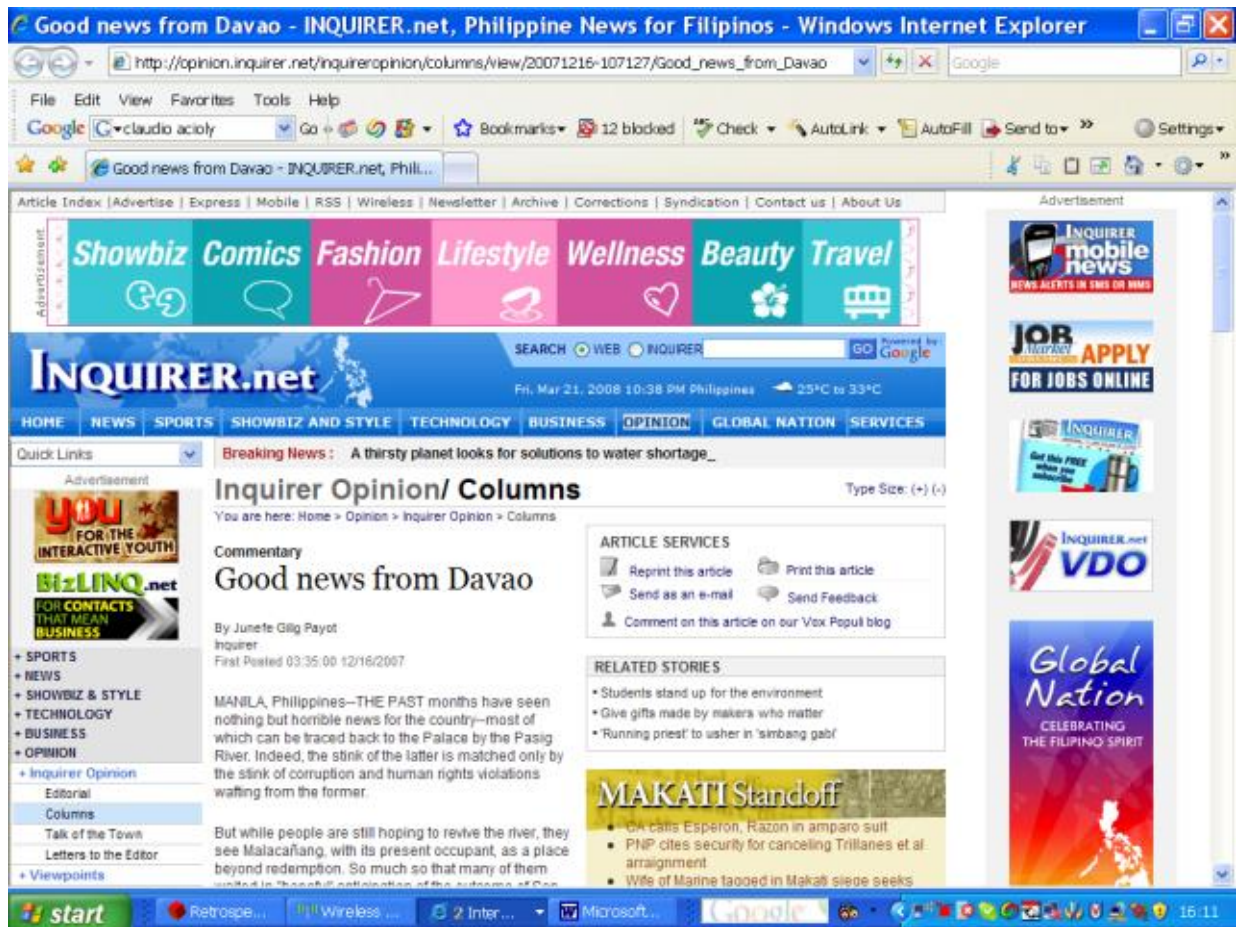 Good news from Davao - INQUIRER.net, Philippine News for Filipinos - Windows Internet Explorer
http://opinion.inquirer.net/inquireropinion/columns/view/20071216-107127/Good_news_from_Davao
Google
File Edit View Favorites Tools Help
Google claudio acioly Go Bookmarks 12 blocked Check AutoLink AutoFill Send to Settings
Good news from Davao - INQUIRER.net, Phili...
Article Index |Advertise | Express | Mobile | RSS | Wireless | Newsletter | Archive | Corrections | Syndication | Contact us | About Us
Advertisement
Advertisement
Showbiz Comics Fashion Lifestyle Wellness Beauty Travel
INQUIRER mobile news
NEWS ALERTS IN SMS OR MMS
JOB Market APPLY
FOR JOBS ONLINE
INQUIRER.net
SEARCH WEB INQUIRER GO Powered by: Google
Fri, Mar 21, 2008 10:38 PM Philippines 25°C to 33°C
HOME NEWS SPORTS SHOWBIZ AND STYLE TECHNOLOGY BUSINESS OPINION GLOBAL NATION SERVICES
INQUIRER
Get this FREE
when you
subscribe
Quick Links
Breaking News : A thirsty planet looks for solutions to water shortage_
Advertisement
YOU
FOR THE
INTERACTIVE YOUTH
BizLINQ.net
FOR CONTACTS
THAT MEAN
BUSINESS
Inquirer Opinion/ Columns
Type Size: (+) (-)
You are here: Home > Opinion > Inquirer Opinion > Columns
Commentary
Good news from Davao
By Junefe Gilig Payot
Inquirer
First Posted 03:35:00 12/16/2007
ARTICLE SERVICES
Reprint this article Print this article
Send as an e-mail Send Feedback
Comment on this article on our Vox Populi blog
INQUIRER.net
VDO
+ SPORTS
+ NEWS
+ SHOWBIZ & STYLE
+ TECHNOLOGY
+ BUSINESS
+ OPINION
+ Inquirer Opinion
Editorial
Columns
Talk of the Town
Letters to the Editor
+ Viewpoints
MANILA, Philippines--THE PAST months have seen
nothing but horrible news for the country--most of
which can be traced back to the Palace by the Pasig
River. Indeed, the stink of the latter is matched only by
the stink of corruption and human rights violations
wafting from the former.
But while people are still hoping to revive the river, they
see Malacañang, with its present occupant, as a place
beyond redemption. So much so that many of them
RELATED STORIES
• Students stand up for the environment
• Give gifts made by makers who matter
• 'Running priest' to usher in 'simbang gabi'
MAKATI Standoff
• CA calls Esperon, Razon in amparo suit
• PNP cites security for canceling Trillanes et al
arraignment
• Wife of Marine tagged in Makati siege seeks
Global
Nation
CELEBRATING
THE FILIPINO SPIRIT
start Retrospe... Wireless ... 2 Inter... Microsoft... Google 16:11